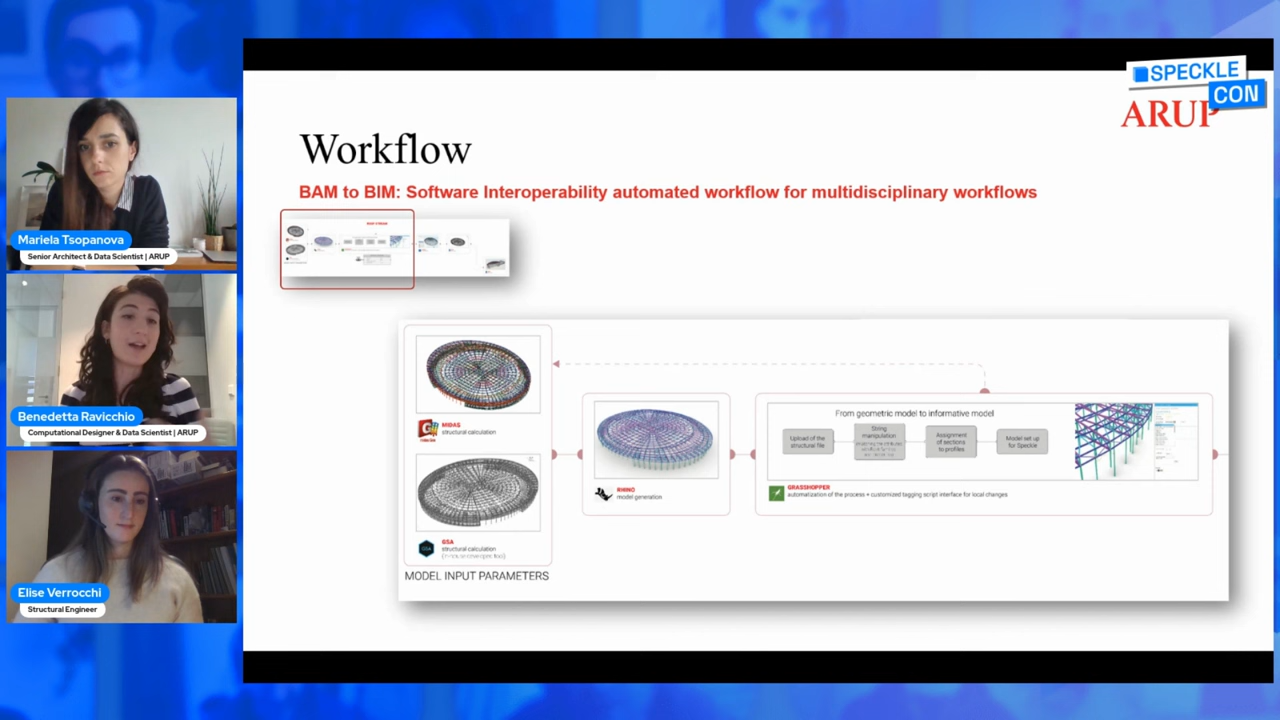 SPECKLE
CON
ARUP
Workflow
BAM to BIM: Software Interoperability automated workflow for multidisciplinary workflows
Mariela Tsopanova
Senior Architect & Data Scientist | ARUP
Benedetta Ravicchio
Computational Designer & Data Scientist | ARUP
Elise Verrocchi
Structural Engineer
MIDAS
structural calculation
GSA
structural calculation
MODEL INPUT PARAMETERS
RHINO
model generation
From geometric model to informative model
Upload of the
structural file
String
manipulation
Assignment
of sections
to profiles
Model set up
for Speckle
GRASSHOPPER
automatization of the process + customized tagging script interface for local changes